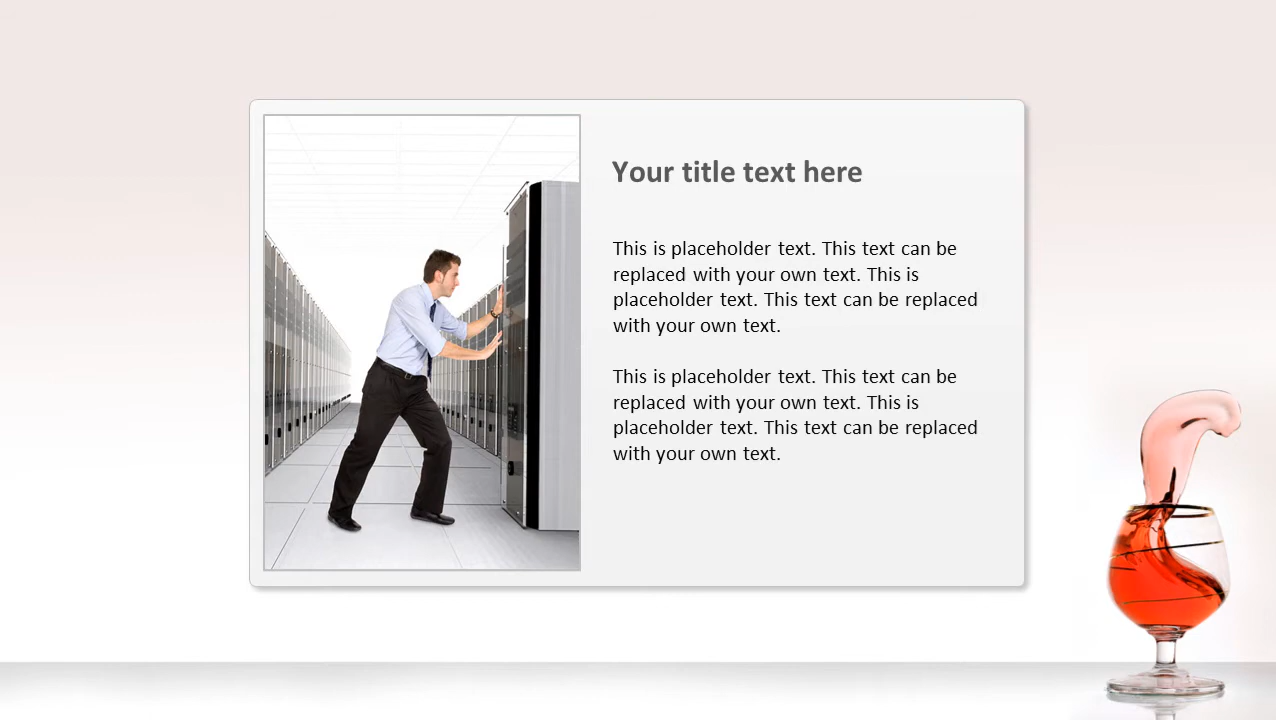 Your title text here
This is placeholder text. This text can be
replaced with your own text. This is
placeholder text. This text can be replaced
with your own text.
This is placeholder text. This text can be
replaced with your own text. This is
placeholder text. This text can be replaced
with your own text.